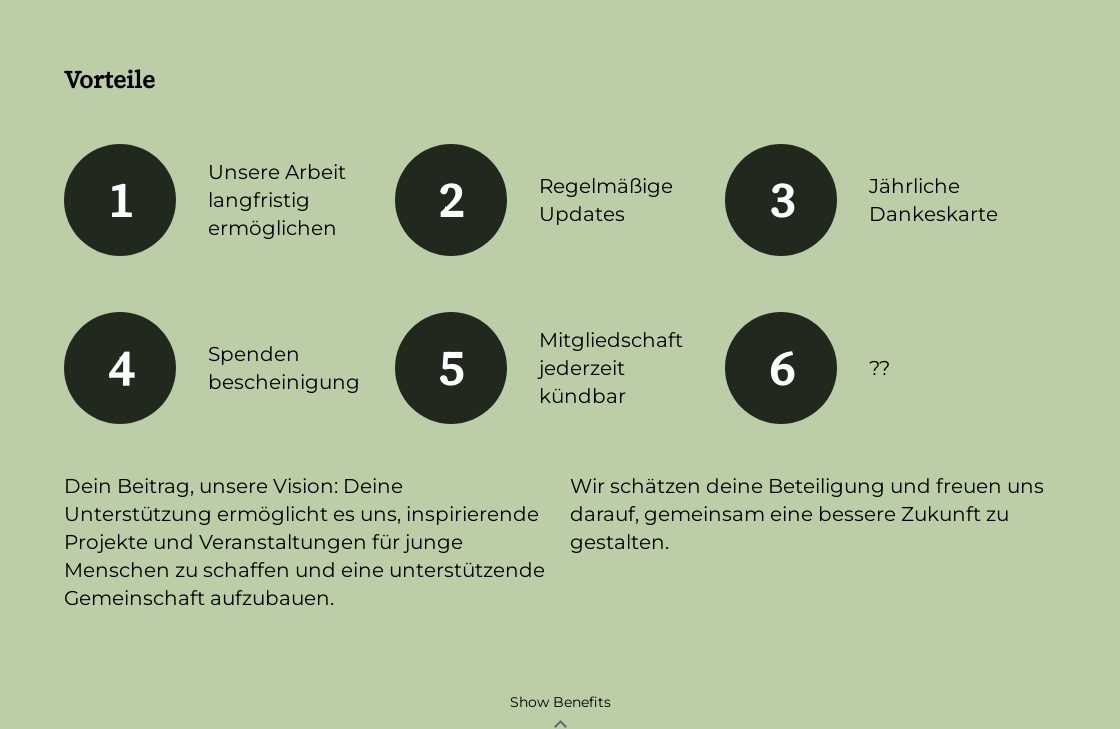 Vorteile
1
Unsere Arbeit
langfristig
ermöglichen
2
Regelmäßige
Updates
3
Jährliche
Dankeskarte
4
Spenden
bescheinigung
5
Mitgliedschaft
jederzeit
kündbar
6
??
Dein Beitrag, unsere Vision: Deine
Unterstützung ermöglicht es uns, inspirierende
Projekte und Veranstaltungen für junge
Menschen zu schaffen und eine unterstützende
Gemeinschaft aufzubauen.
Wir schätzen deine Beteiligung und freuen uns
darauf, gemeinsam eine bessere Zukunft zu
gestalten.
Show Benefits